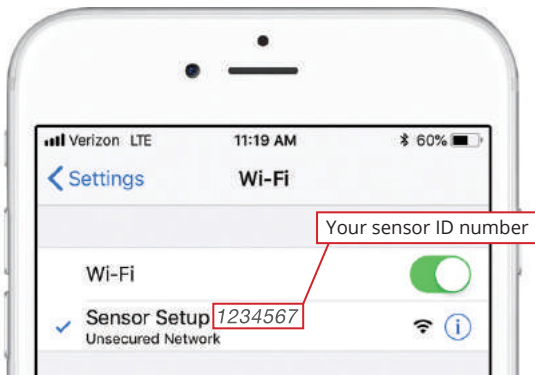 Verizon LTE 11:19 AM 60%
Settings Wi-Fi
Your sensor ID number
Wi-Fi
Sensor Setup 1234567
Unsecured Network